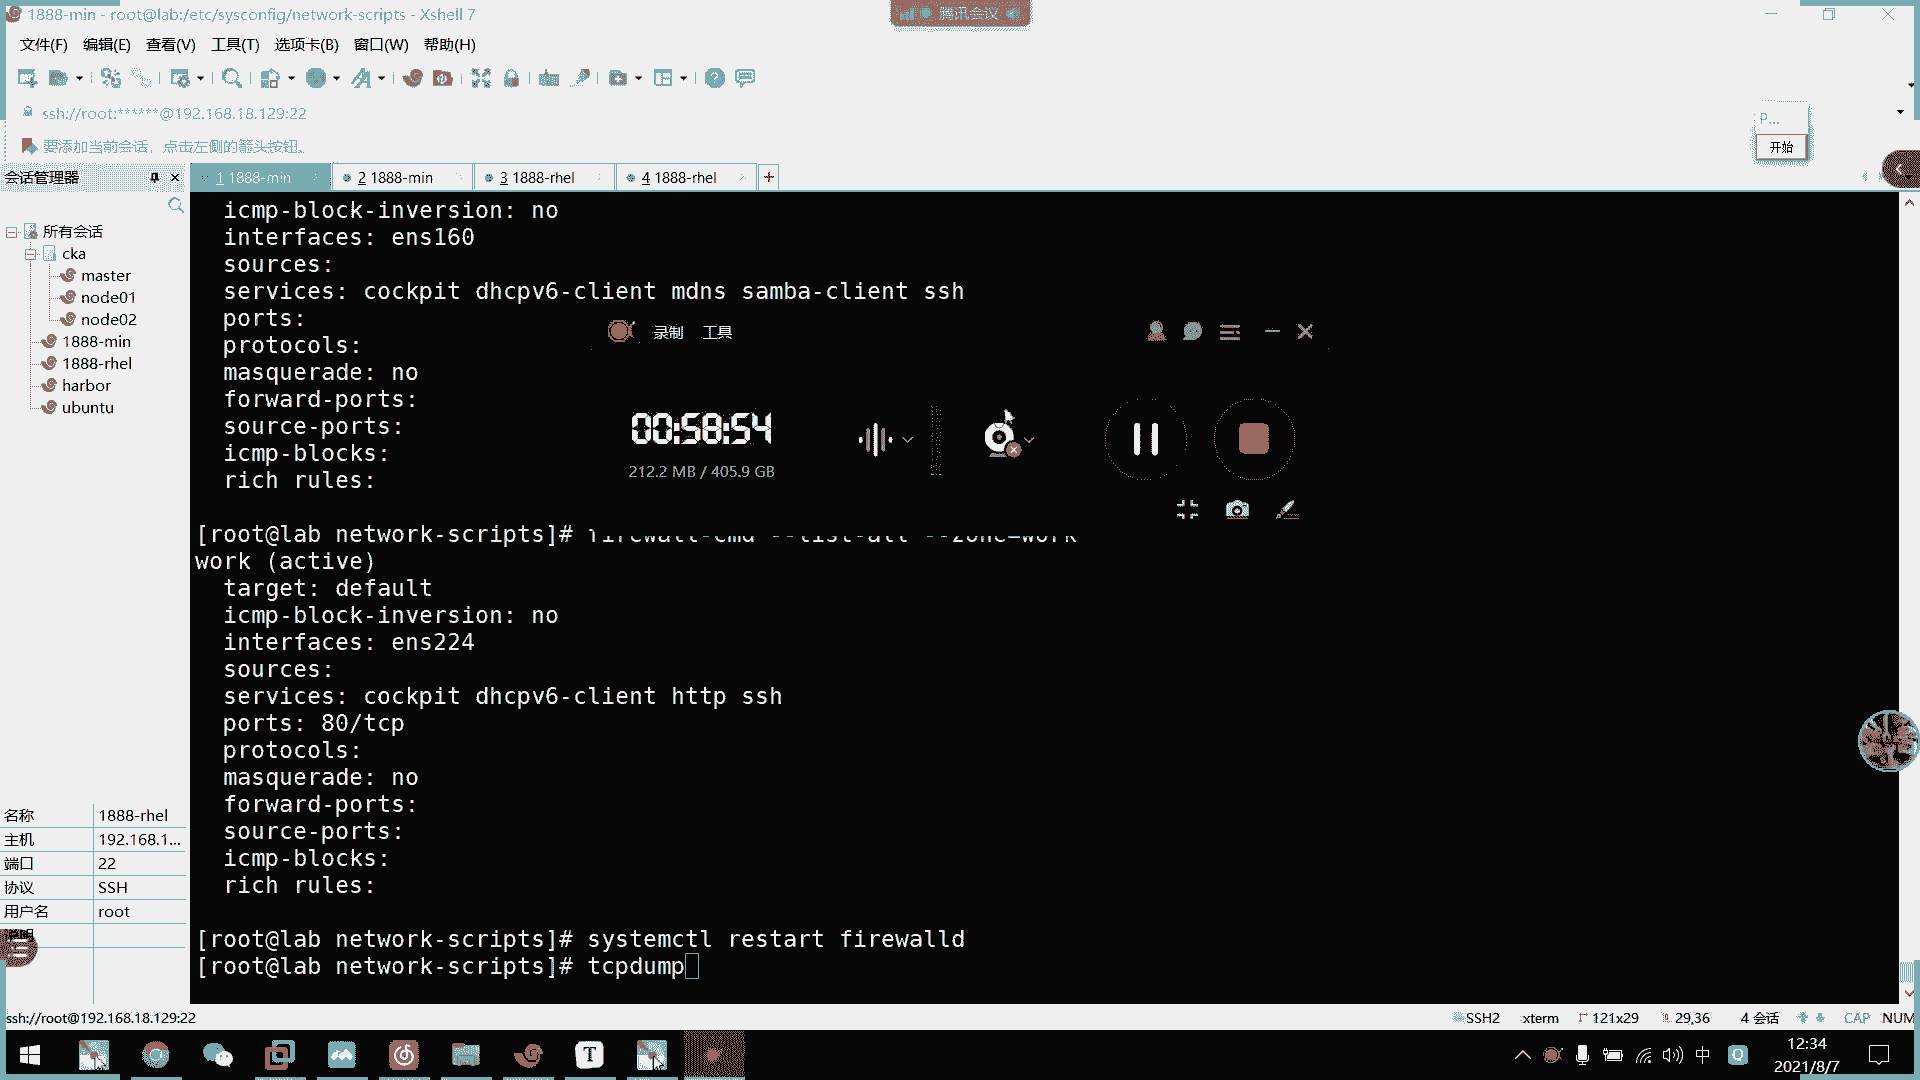 1888-min - root@lab:/etc/sysconfig/network-scripts - Xshell 7
腾讯会议
文件(F) 编辑(E) 查看(V) 工具(T) 选项卡(B) 窗口(W) 帮助(H)
ssh://root:******@192.168.18.129:22
P...
要添加当前会话，点击左侧的箭头按钮。
开始
会话管理器
1 1888-min
2 1888-min
3 1888-rhel
4 1888-rhel
所有会话
cka
master
node01
node02
1888-min
1888-rhel
harbor
ubuntu
icmp-block-inversion: no
interfaces: ens160
sources:
services: cockpit dhcpv6-client mdns samba-client ssh
ports:
protocols:
masquerade: no
forward-ports:
source-ports:
icmp-blocks:
rich rules:
录制 工具
00:58:54
212.2 MB / 405.9 GB
[root@lab network-scripts]# firewall-cmd --list-all --zone=work
work (active)
target: default
icmp-block-inversion: no
interfaces: ens224
sources:
services: cockpit dhcpv6-client http ssh
ports: 80/tcp
protocols:
masquerade: no
forward-ports:
source-ports:
icmp-blocks:
rich rules:
[root@lab network-scripts]# systemctl restart firewalld
[root@lab network-scripts]# tcpdump
名称 1888-rhel
主机 192.168.1...
端口 22
协议 SSH
用户名 root
ssh://root@192.168.18.129:22
SSH2 xterm 121x29 29,36 4 会话 CAP NUM
中
12:34
2021/8/7